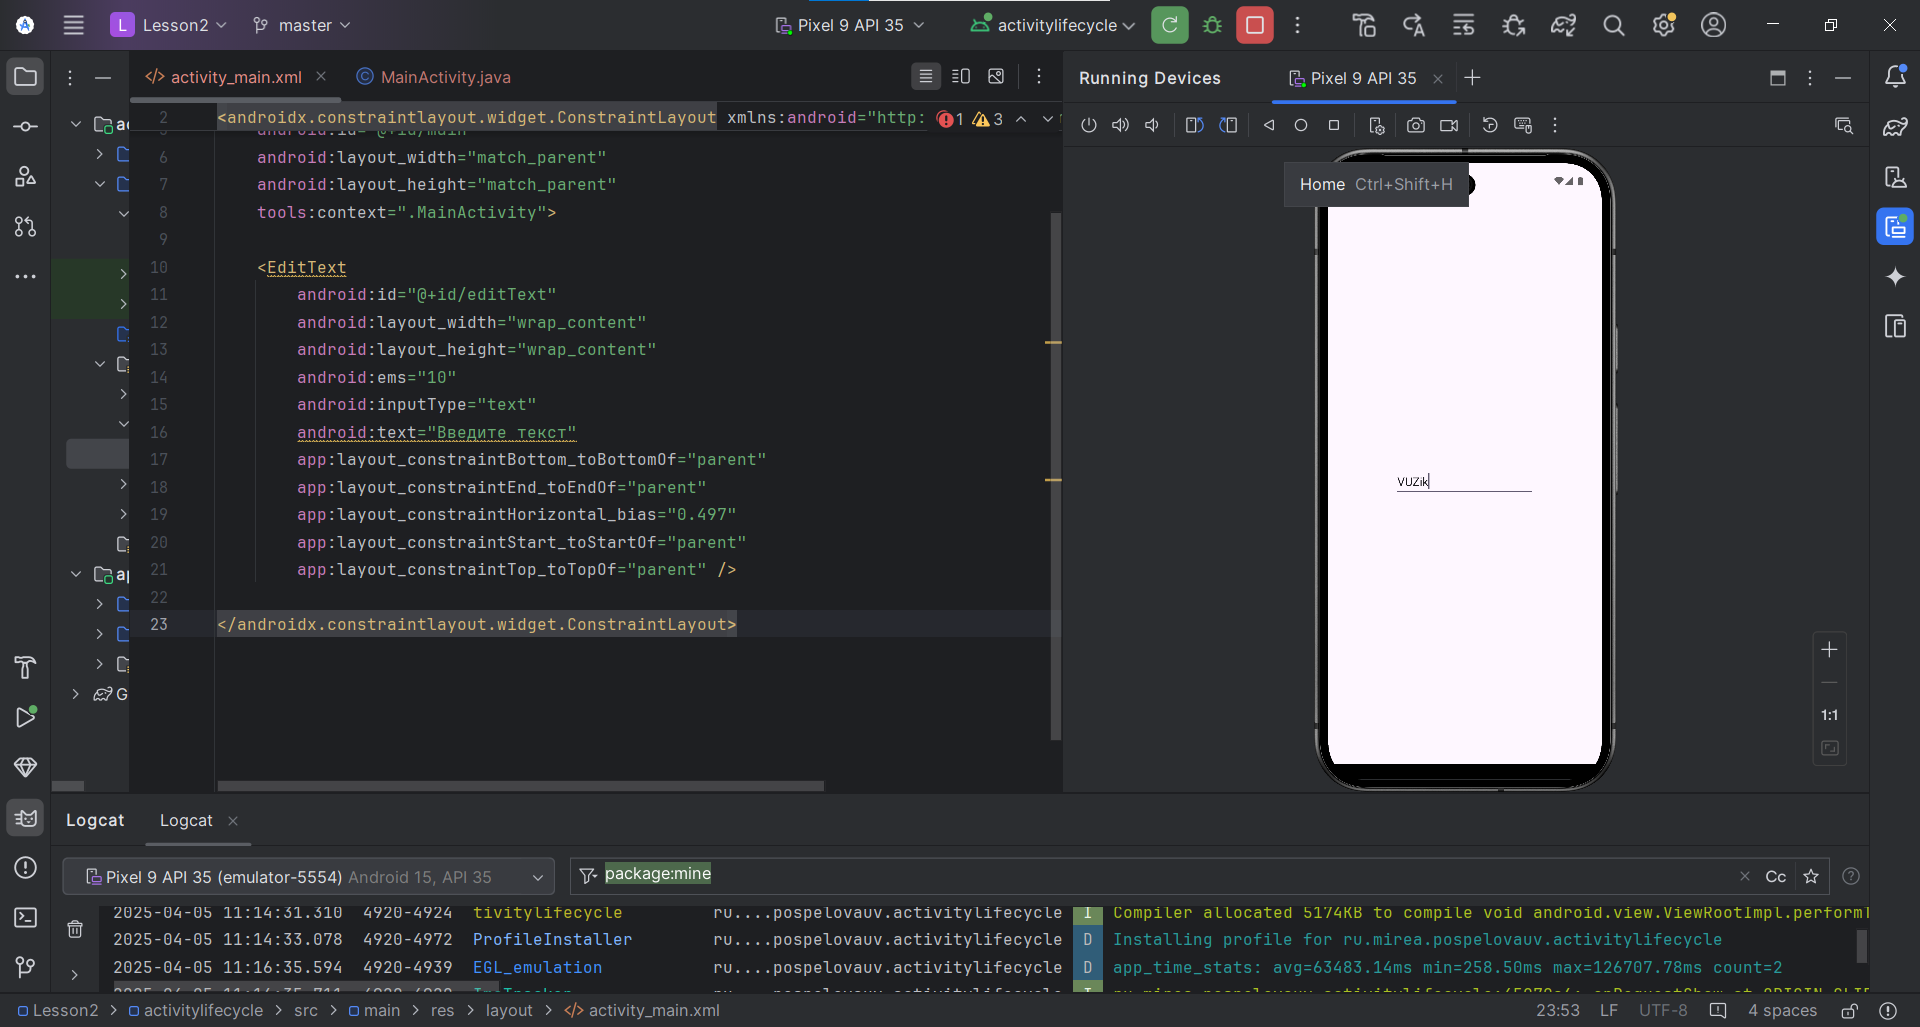 L Lesson2 master Pixel 9 API 35 activitylifecycle
activity_main.xml MainActivity.java Running Devices Pixel 9 API 35
2 <androidx.constraintlayout.widget.ConstraintLayout xmlns:android="http: 1 3
android:id="@+id/main"
6 android:layout_width="match_parent"
7 android:layout_height="match_parent"
Home Ctrl+Shift+H
8 tools:context=".MainActivity">
9
10 <EditText
11 android:id="@+id/editText"
12 android:layout_width="wrap_content"
13 android:layout_height="wrap_content"
14 android:ems="10"
15 android:inputType="text"
16 android:text="Введите текст"
17 app:layout_constraintBottom_toBottomOf="parent"
18 app:layout_constraintEnd_toEndOf="parent"
19 app:layout_constraintHorizontal_bias="0.497"
20 app:layout_constraintStart_toStartOf="parent"
21 app:layout_constraintTop_toTopOf="parent" />
22
23 </androidx.constraintlayout.widget.ConstraintLayout>
VUZik
1:1
Logcat Logcat
Pixel 9 API 35 (emulator-5554) Android 15, API 35 package:mine Cc
2025-04-05 11:14:31.310 4920-4924 tivitylifecycle ru....pospelovauv.activitylifecycle I Compiler allocated 5174KB to compile void android.view.ViewRootImpl.performT
2025-04-05 11:14:33.078 4920-4972 ProfileInstaller ru....pospelovauv.activitylifecycle D Installing profile for ru.mirea.pospelovauv.activitylifecycle
2025-04-05 11:16:35.594 4920-4939 EGL_emulation ru....pospelovauv.activitylifecycle D app_time_stats: avg=63483.14ms min=258.50ms max=126707.78ms count=2
Lesson2 > activitylifecycle > src > main > res > layout > activity_main.xml 23:53 LF UTF-8 4 spaces